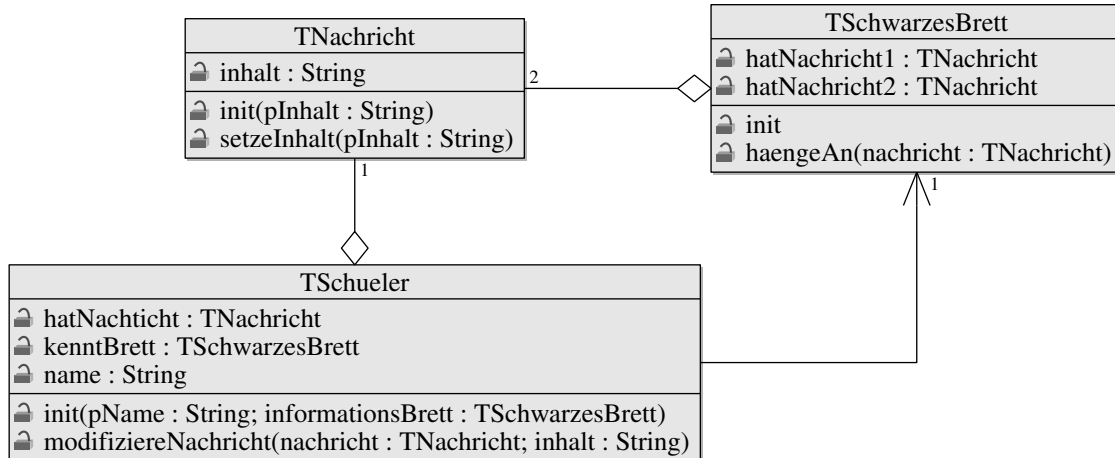 TNachricht
inhalt : String
init(pInhalt : String)
setzeInhalt(pInhalt : String)
2
1
TSchwarzesBrett
hatNachricht1 : TNachricht
hatNachricht2 : TNachricht
init
haengeAn(nachricht : TNachricht)
1
TSchueler
hatNachticht : TNachricht
kenntBrett : TSchwarzesBrett
name : String
init(pName : String; informationsBrett : TSchwarzesBrett)
modifiziereNachricht(nachricht : TNachricht; inhalt : String)